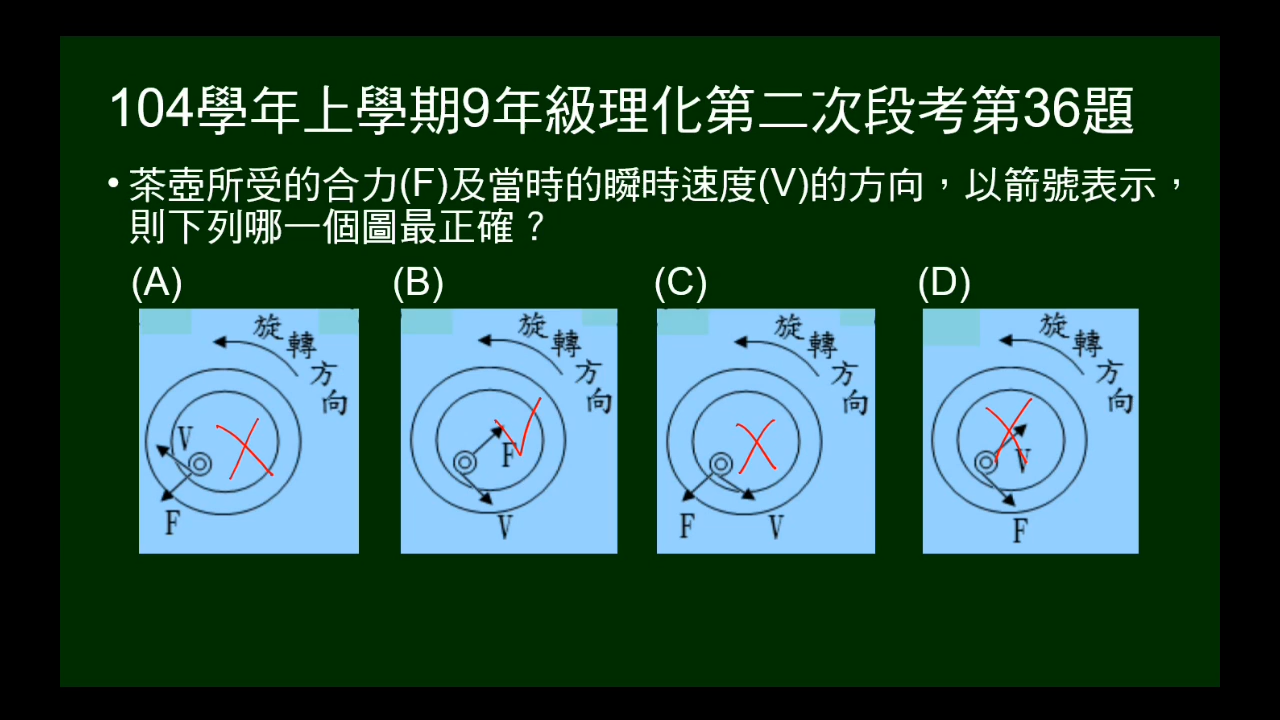 104學年上學期9年級理化第二次段考第36題
• 茶壺所受的合力(F)及當時的瞬時速度(V)的方向，以箭號表示，
則下列哪一個圖最正確？
(A) (B) (C) (D)
旋轉方向 旋轉方向 旋轉方向 旋轉方向
V F
F V
F V
V F